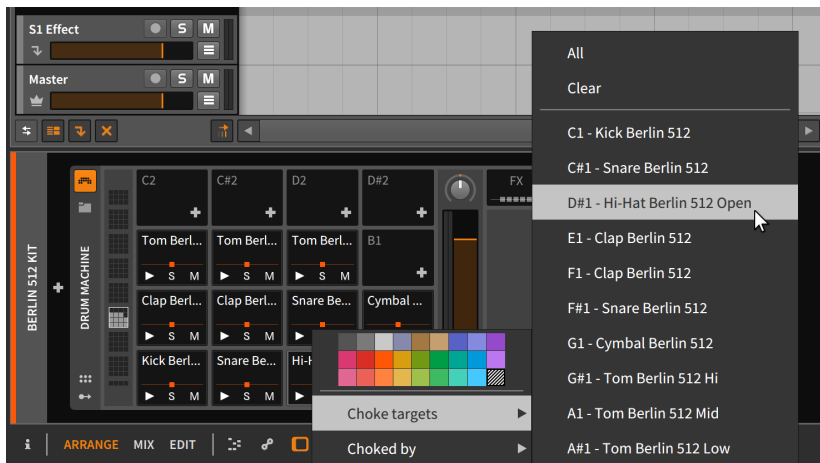 S1 Effect S M
Master S M
All
Clear
C1 - Kick Berlin 512
C#1 - Snare Berlin 512
D#1 - Hi-Hat Berlin 512 Open
E1 - Clap Berlin 512
F1 - Clap Berlin 512
F#1 - Snare Berlin 512
G1 - Cymbal Berlin 512
G#1 - Tom Berlin 512 Hi
A1 - Tom Berlin 512 Mid
A#1 - Tom Berlin 512 Low
BERLIN 512 KIT
DRUM MACHINE
C2 C#2 D2 D#2 FX
Tom Berl... Tom Berl... Tom Berl... B1
S M S M S M
Clap Berl... Clap Berl... Snare Be... Cymbal ...
S M S M
Kick Berl... Snare Be...
S M S M
Choke targets
Choked by
i ARRANGE MIX EDIT